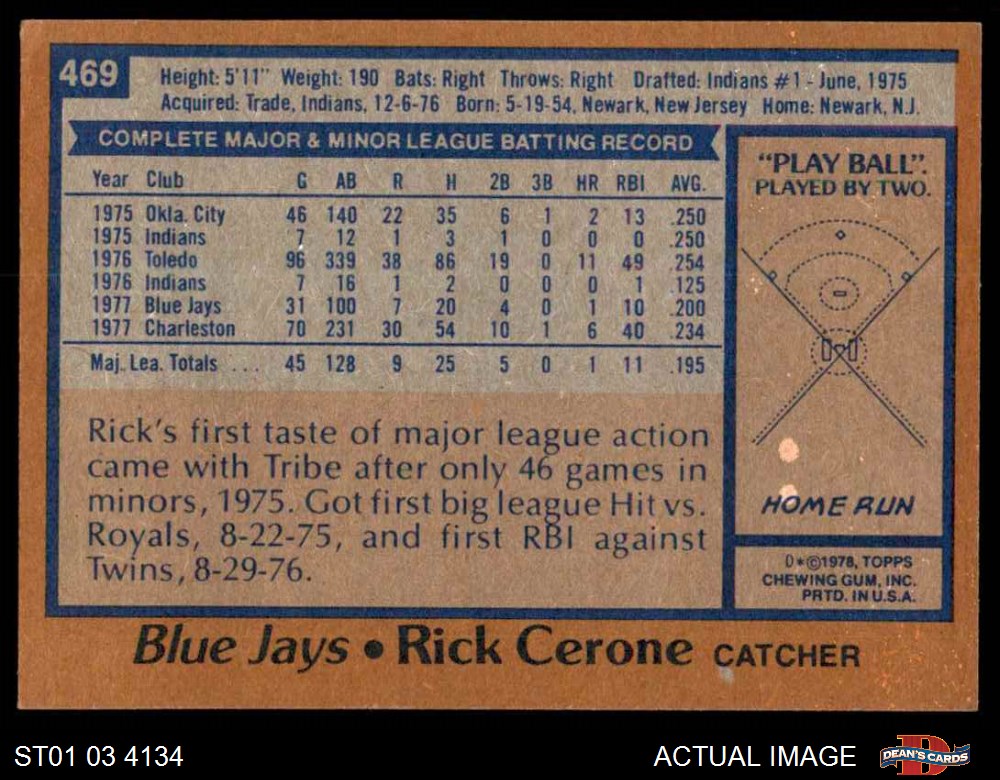 469
Height: 5'11" Weight: 190 Bats: Right Throws: Right Drafted: Indians #1 - June, 1975
Acquired: Trade, Indians, 12-6-76 Born: 5-19-54, Newark, New Jersey Home: Newark, N.J.
COMPLETE MAJOR & MINOR LEAGUE BATTING RECORD
Year Club G AB R H 2B 3B HR RBI AVG.
1975 Okla. City 46 140 22 35 6 1 2 13 .250
1975 Indians 7 12 1 3 1 0 0 0 .250
1976 Toledo 96 339 38 86 19 0 11 49 .254
1976 Indians 7 16 1 2 0 0 0 1 .125
1977 Blue Jays 31 100 7 20 4 0 1 10 .200
1977 Charleston 70 231 30 54 10 1 6 40 .234
Maj. Lea. Totals ... 45 128 9 25 5 0 1 11 .195
Rick's first taste of major league action
came with Tribe after only 46 games in
minors, 1975. Got first big league Hit vs.
Royals, 8-22-75, and first RBI against
Twins, 8-29-76.
"PLAY BALL".
PLAYED BY TWO.
HOME RUN
D*©1978, TOPPS
CHEWING GUM, INC.
PRTD. IN U.S.A.
Blue Jays • Rick Cerone CATCHER
ST01 03 4134
ACTUAL IMAGE
DEAN'S CARDS